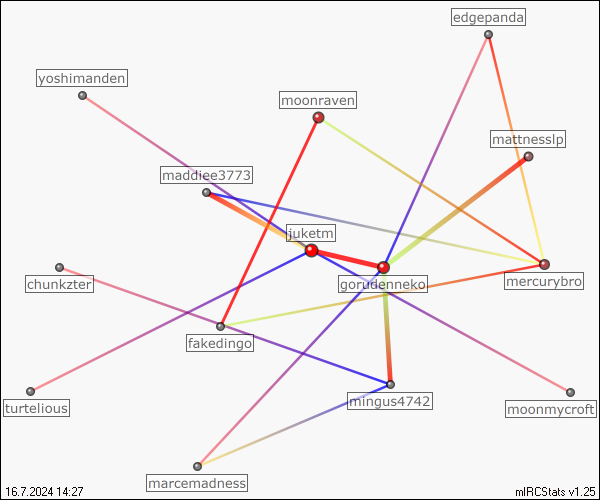 edgepanda
yoshimanden
moonraven
mattnesslp
maddiee3773
juketm
gorudenneko
mercurybro
chunkzter
fakedingo
mingus4742
turtelious
moonmycroft
marcemadness
16.7.2024 14:27
mIRCStats v1.25